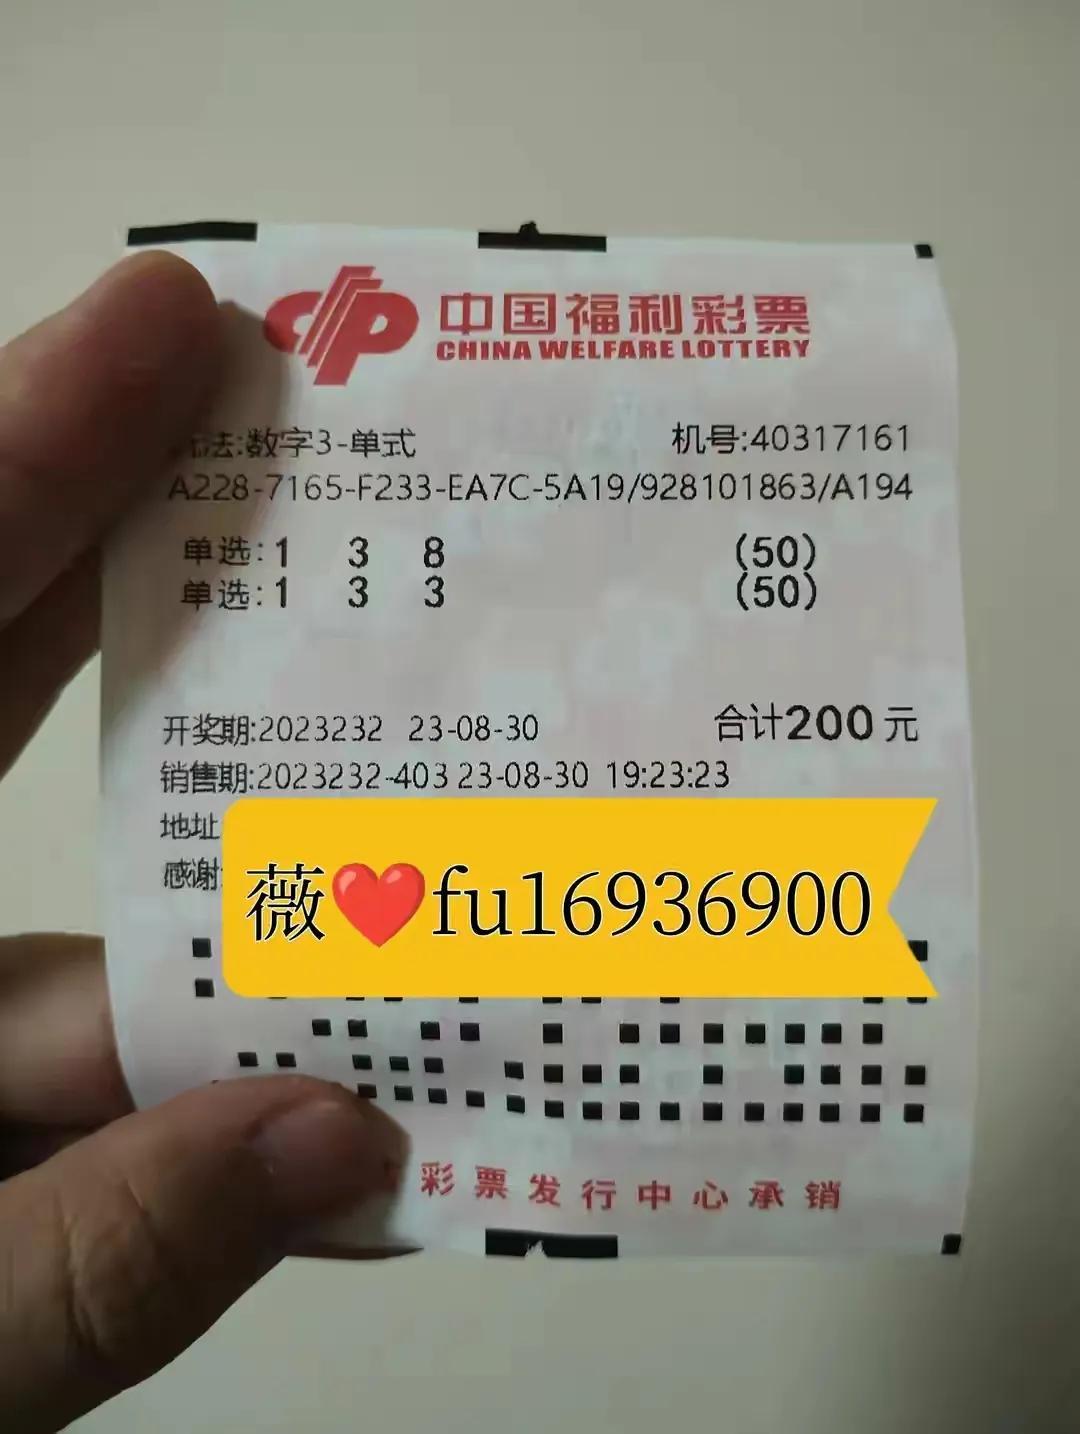 中国福利彩票
CHINA WELFARE LOTTERY
法:数字3-单式 机号:40317161
A228-7165-F233-EA7C-5A19/928101863/A194
单选:1 3 8 (50)
单选:1 3 3 (50)
开奖期:2023232 23-08-30 合计200元
销售期:2023232-403 23-08-30 19:23:23
地址
感谢
薇❤️fu16936900
彩票发行中心承销